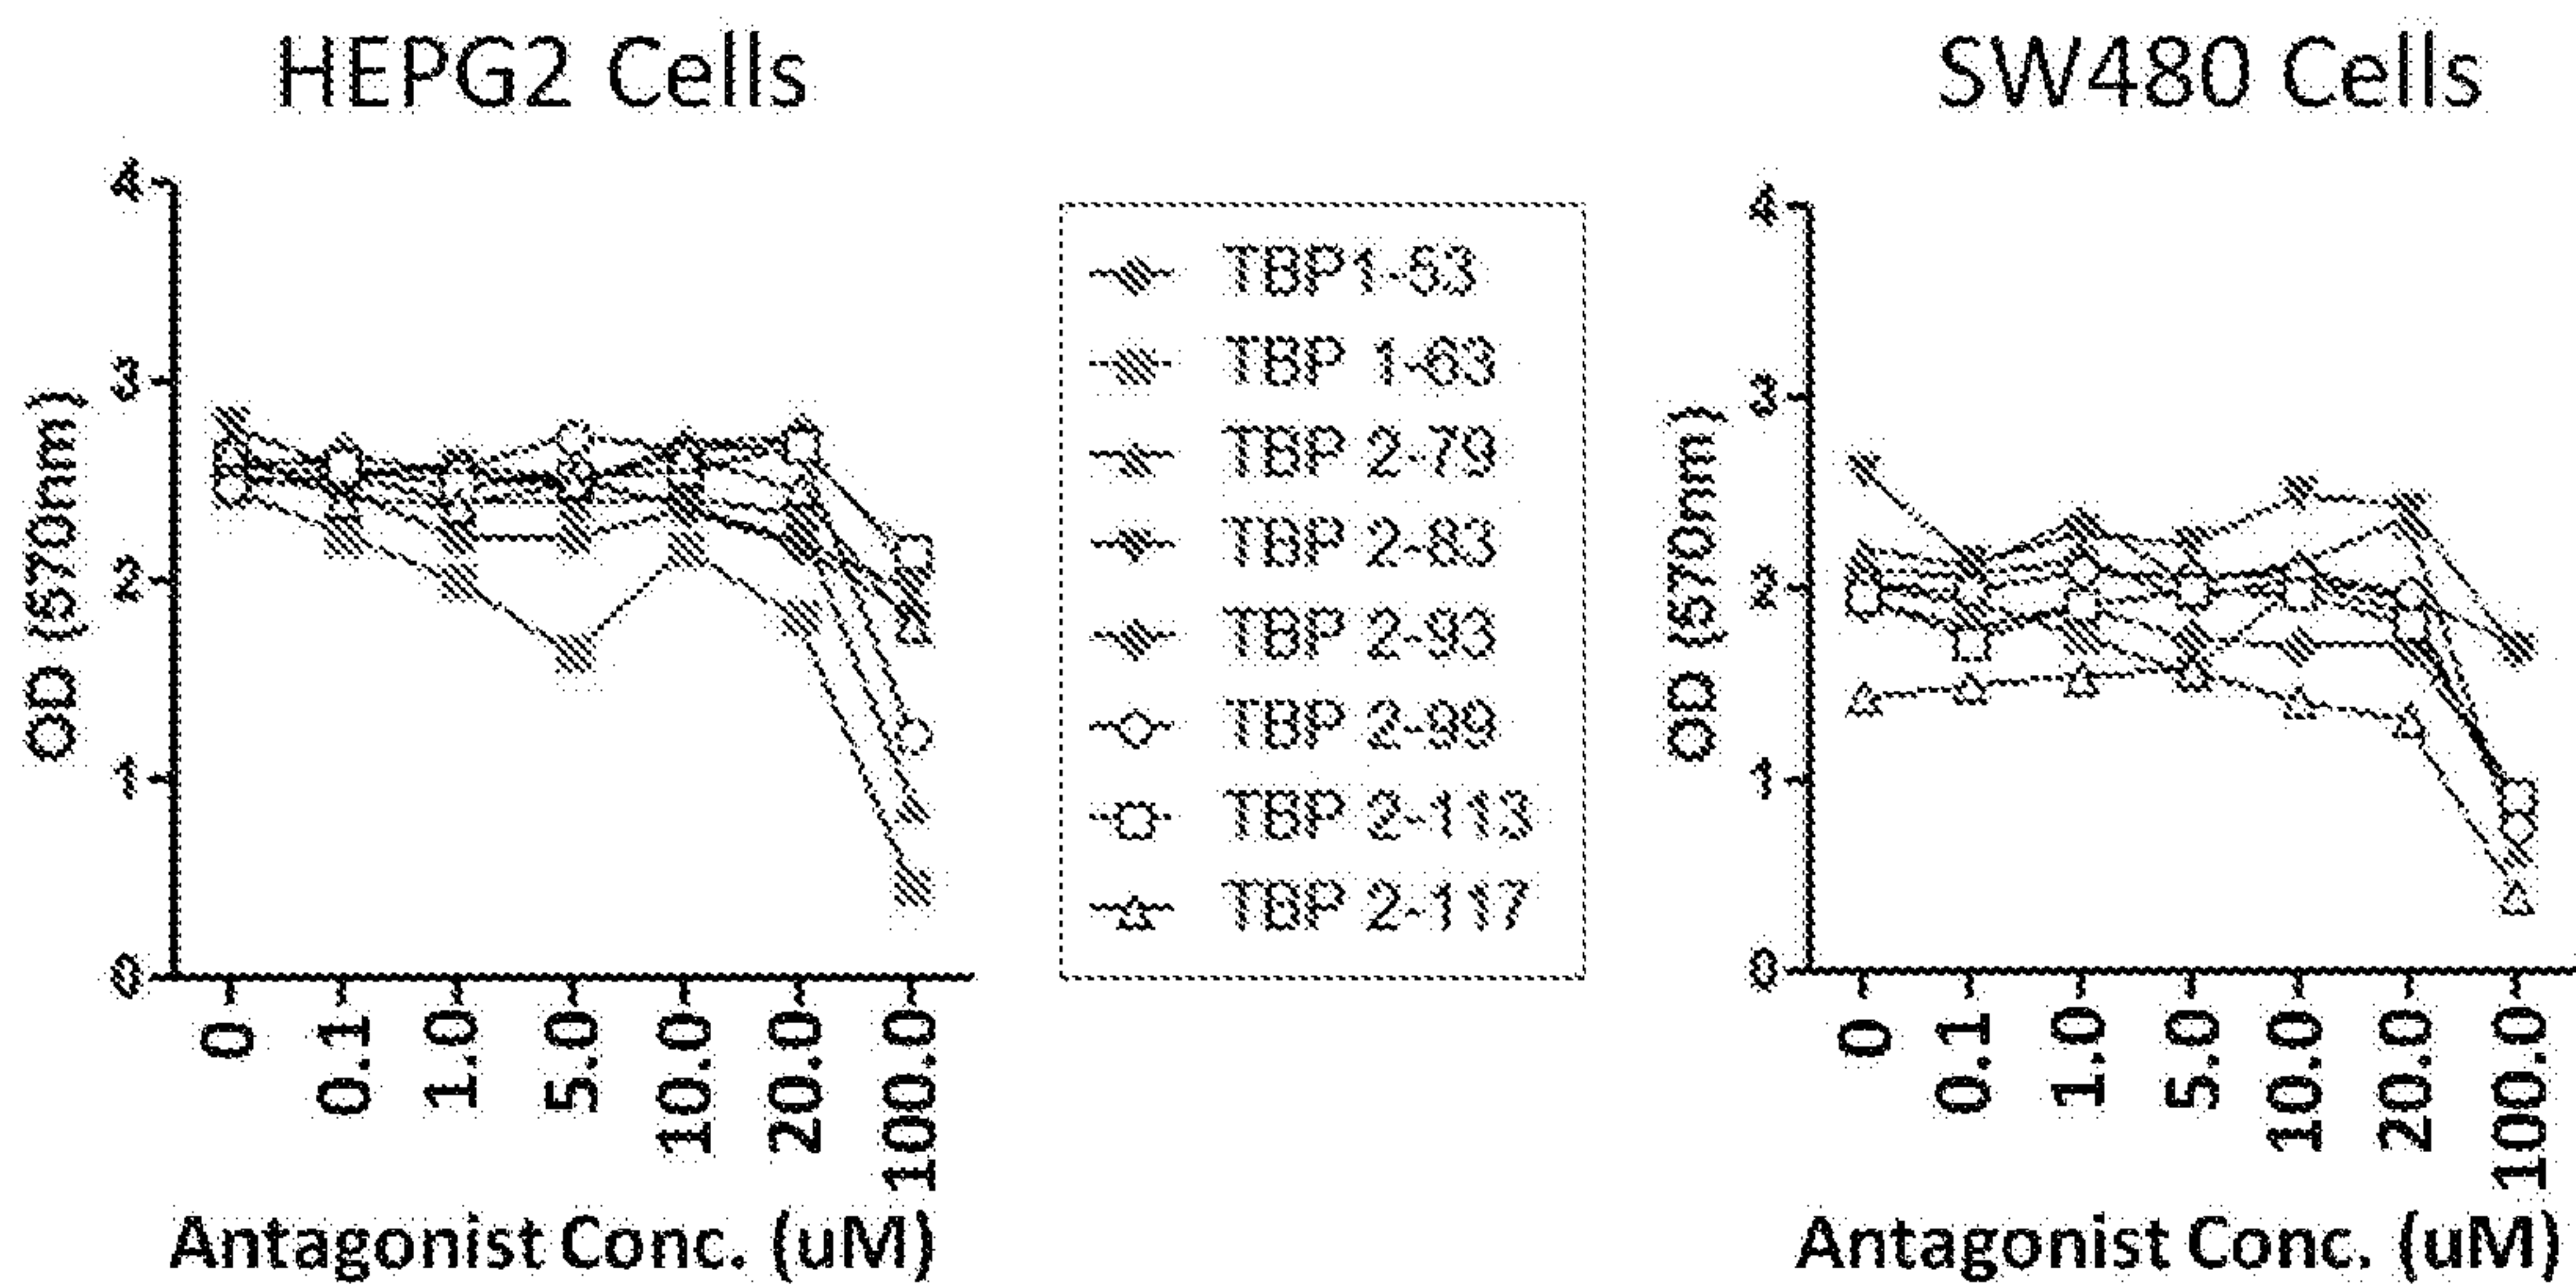 HEPG2 Cells
OD (570nm)
4
3
2
1
0
0
0.1
1.0
5.0
10.0
20.0
100.0
Antagonist Conc. (uM)
TBP1-53
TBP 1-63
TBP 2-79
TBP 2-83
TBP 2-93
TBP 2-99
TBP 2-113
TBP 2-117
SW480 Cells
OD (570nm)
4
3
2
1
0
0
0.1
1.0
5.0
10.0
20.0
100.0
Antagonist Conc. (uM)